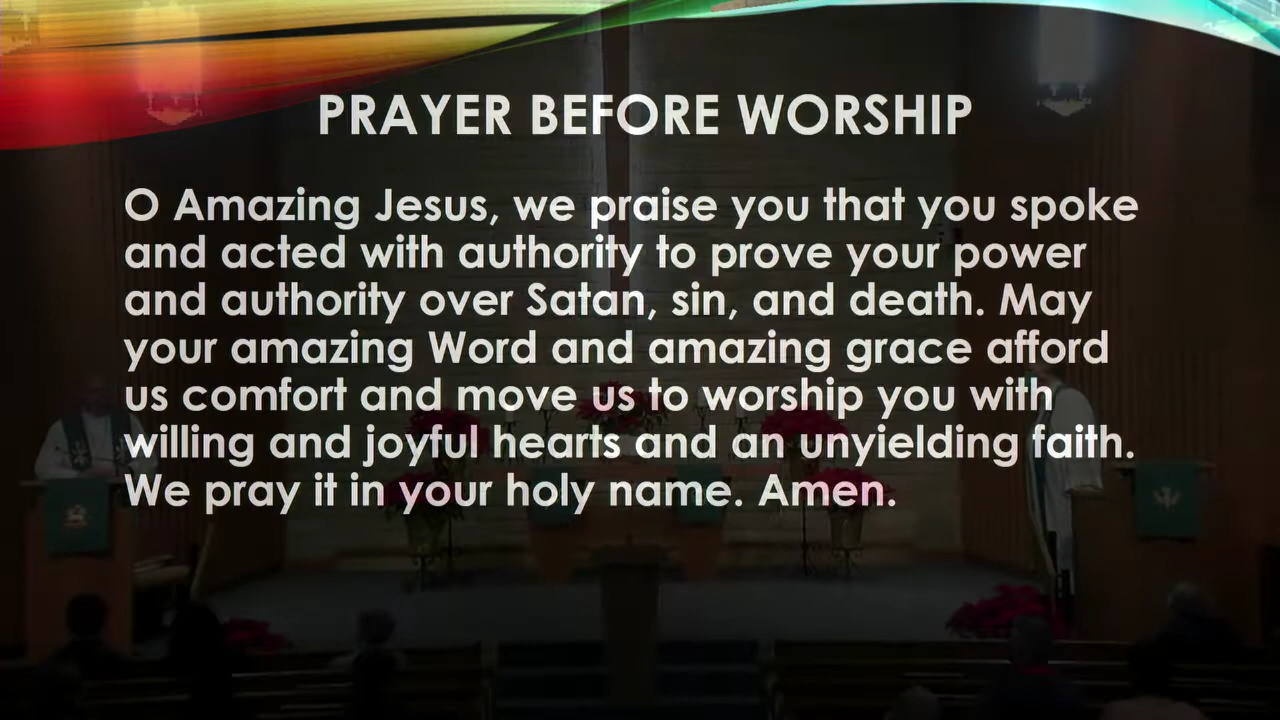 PRAYER BEFORE WORSHIP
O Amazing Jesus, we praise you that you spoke
and acted with authority to prove your power
and authority over Satan, sin, and death. May
your amazing Word and amazing grace afford
us comfort and move us to worship you with
willing and joyful hearts and an unyielding faith.
We pray it in your holy name. Amen.